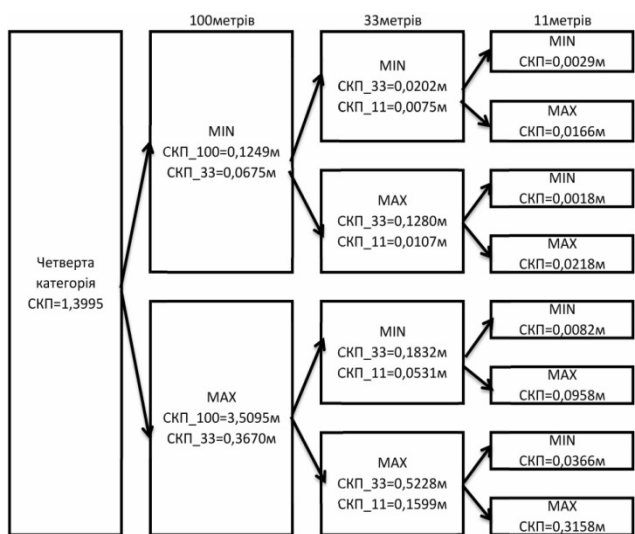 100метрів
33метрів
11метрів
Четверта
категорія
СКП=1,3995
MIN
СКП_100=0,1249м
СКП_33=0,0675м
MAX
СКП_100=3,5095м
СКП_33=0,3670м
MIN
СКП_33=0,0202м
СКП_11=0,0075м
MAX
СКП_33=0,1280м
СКП_11=0,0107м
MIN
СКП_33=0,1832м
СКП_11=0,0531м
MAX
СКП_33=0,5228м
СКП_11=0,1599м
MIN
СКП=0,0029м
MAX
СКП=0,0166м
MIN
СКП=0,0018м
MAX
СКП=0,0218м
MIN
СКП=0,0082м
MAX
СКП=0,0958м
MIN
СКП=0,0366м
MAX
СКП=0,3158м